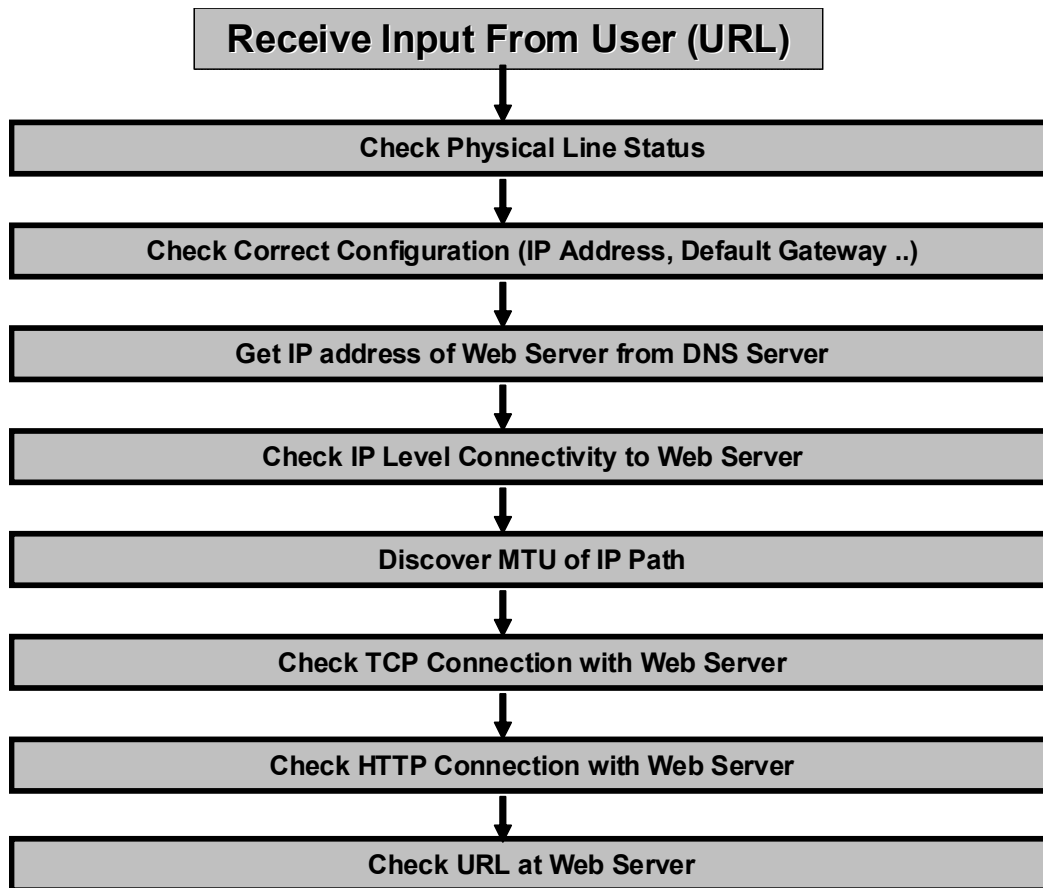 Receive Input From User (URL)
Check Physical Line Status
Check Correct Configuration (IP Address, Default Gateway ..)
Get IP address of Web Server from DNS Server
Check IP Level Connectivity to Web Server
Discover MTU of IP Path
Check TCP Connection with Web Server
Check HTTP Connection with Web Server
Check URL at Web Server